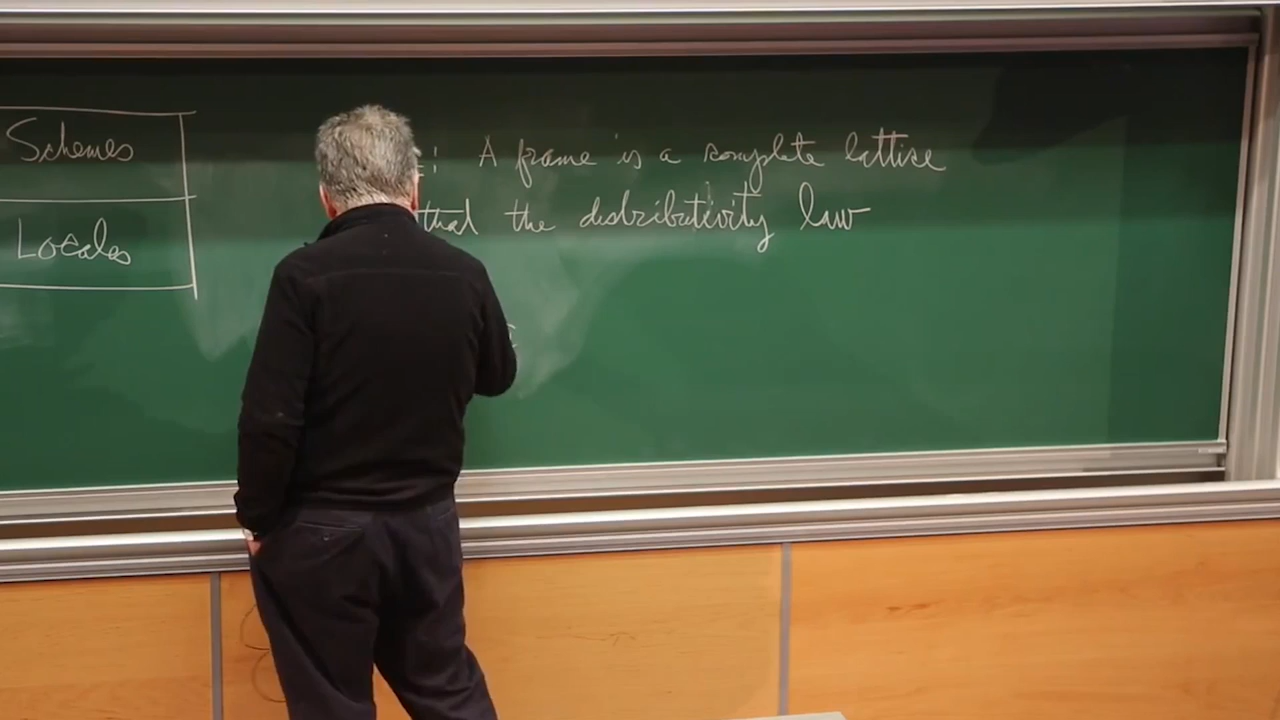 Schemes
Locales
: A frame is a complete lattice
that the distributivity law